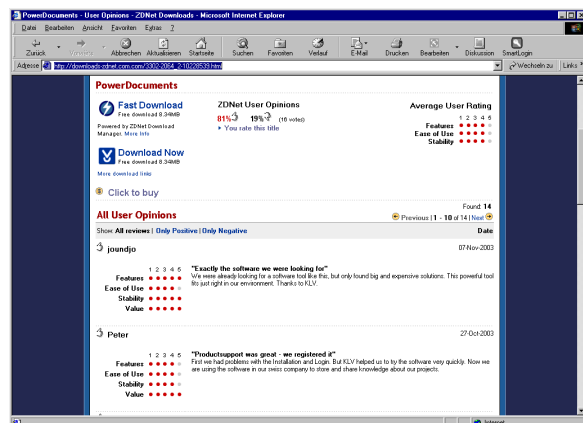 PowerDocuments - User Opinions - ZDNet Downloads - Microsoft Internet Explorer
Datei Bearbeiten Ansicht Favoriten Extras ?
Zurück Vorwärts Abbrechen Aktualisieren Startseite Suchen Favoriten Verlauf E-Mail Drucken Bearbeiten Diskussion SmartLogin
Adresse http://downloads-zdnet.com.com/3302-2064_2-10228539.html Wechseln zu Links
PowerDocuments
Fast Download
Free download 8.34MB
Powered by ZDNet Download
Manager. More Info
Download Now
Free download 8.34MB
More download links
Click to buy
ZDNet User Opinions
81% 19% (16 votes)
You rate this title
Average User Rating
1 2 3 4 5
Features
Ease of Use
Stability
Found: 14
All User Opinions
Previous | 1 - 10 of 14 | Next
Show: All reviews | Only Positive | Only Negative Date
joundjo 07-Nov-2003
1 2 3 4 5
Features
Ease of Use
Stability
Value
"Exactly the software we were looking for"
We were already looking for a software tool like this, but only found big and expensive solutions. This powerful tool
fits just right in our environment. Thanks to KLV.
Peter 27-Oct-2003
1 2 3 4 5
Features
Ease of Use
Stability
Value
"Productsupport was great - we registered it"
First we had problems with the Installation and Login. But KLV helped us to try the software very quickly. Now we
are using the software in our swiss company to store and share knowledge about our projects.
Internet